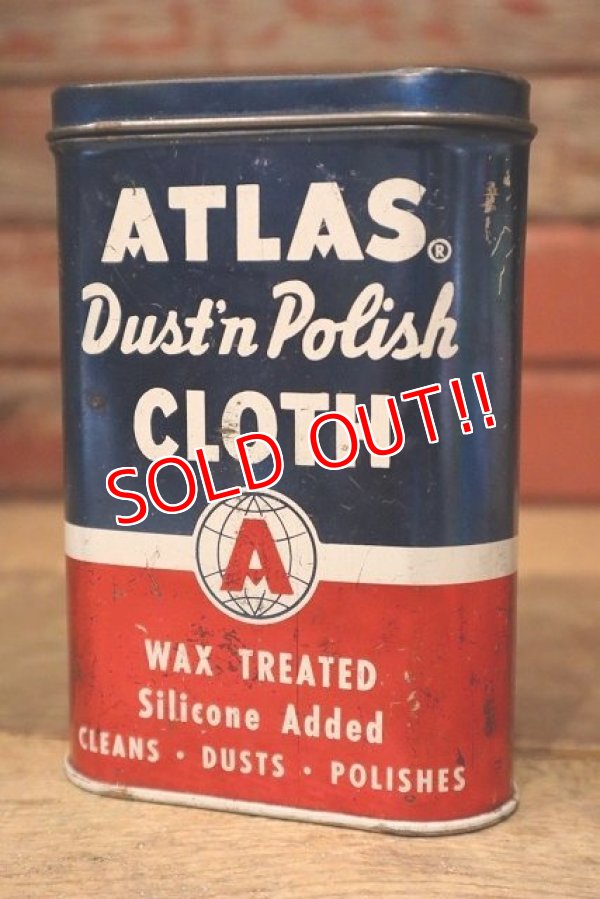 ATLAS®
Dust'n Polish
CLOTH
SOLD OUT!!
A
WAX TREATED
Silicone Added
CLEANS · DUSTS · POLISHES